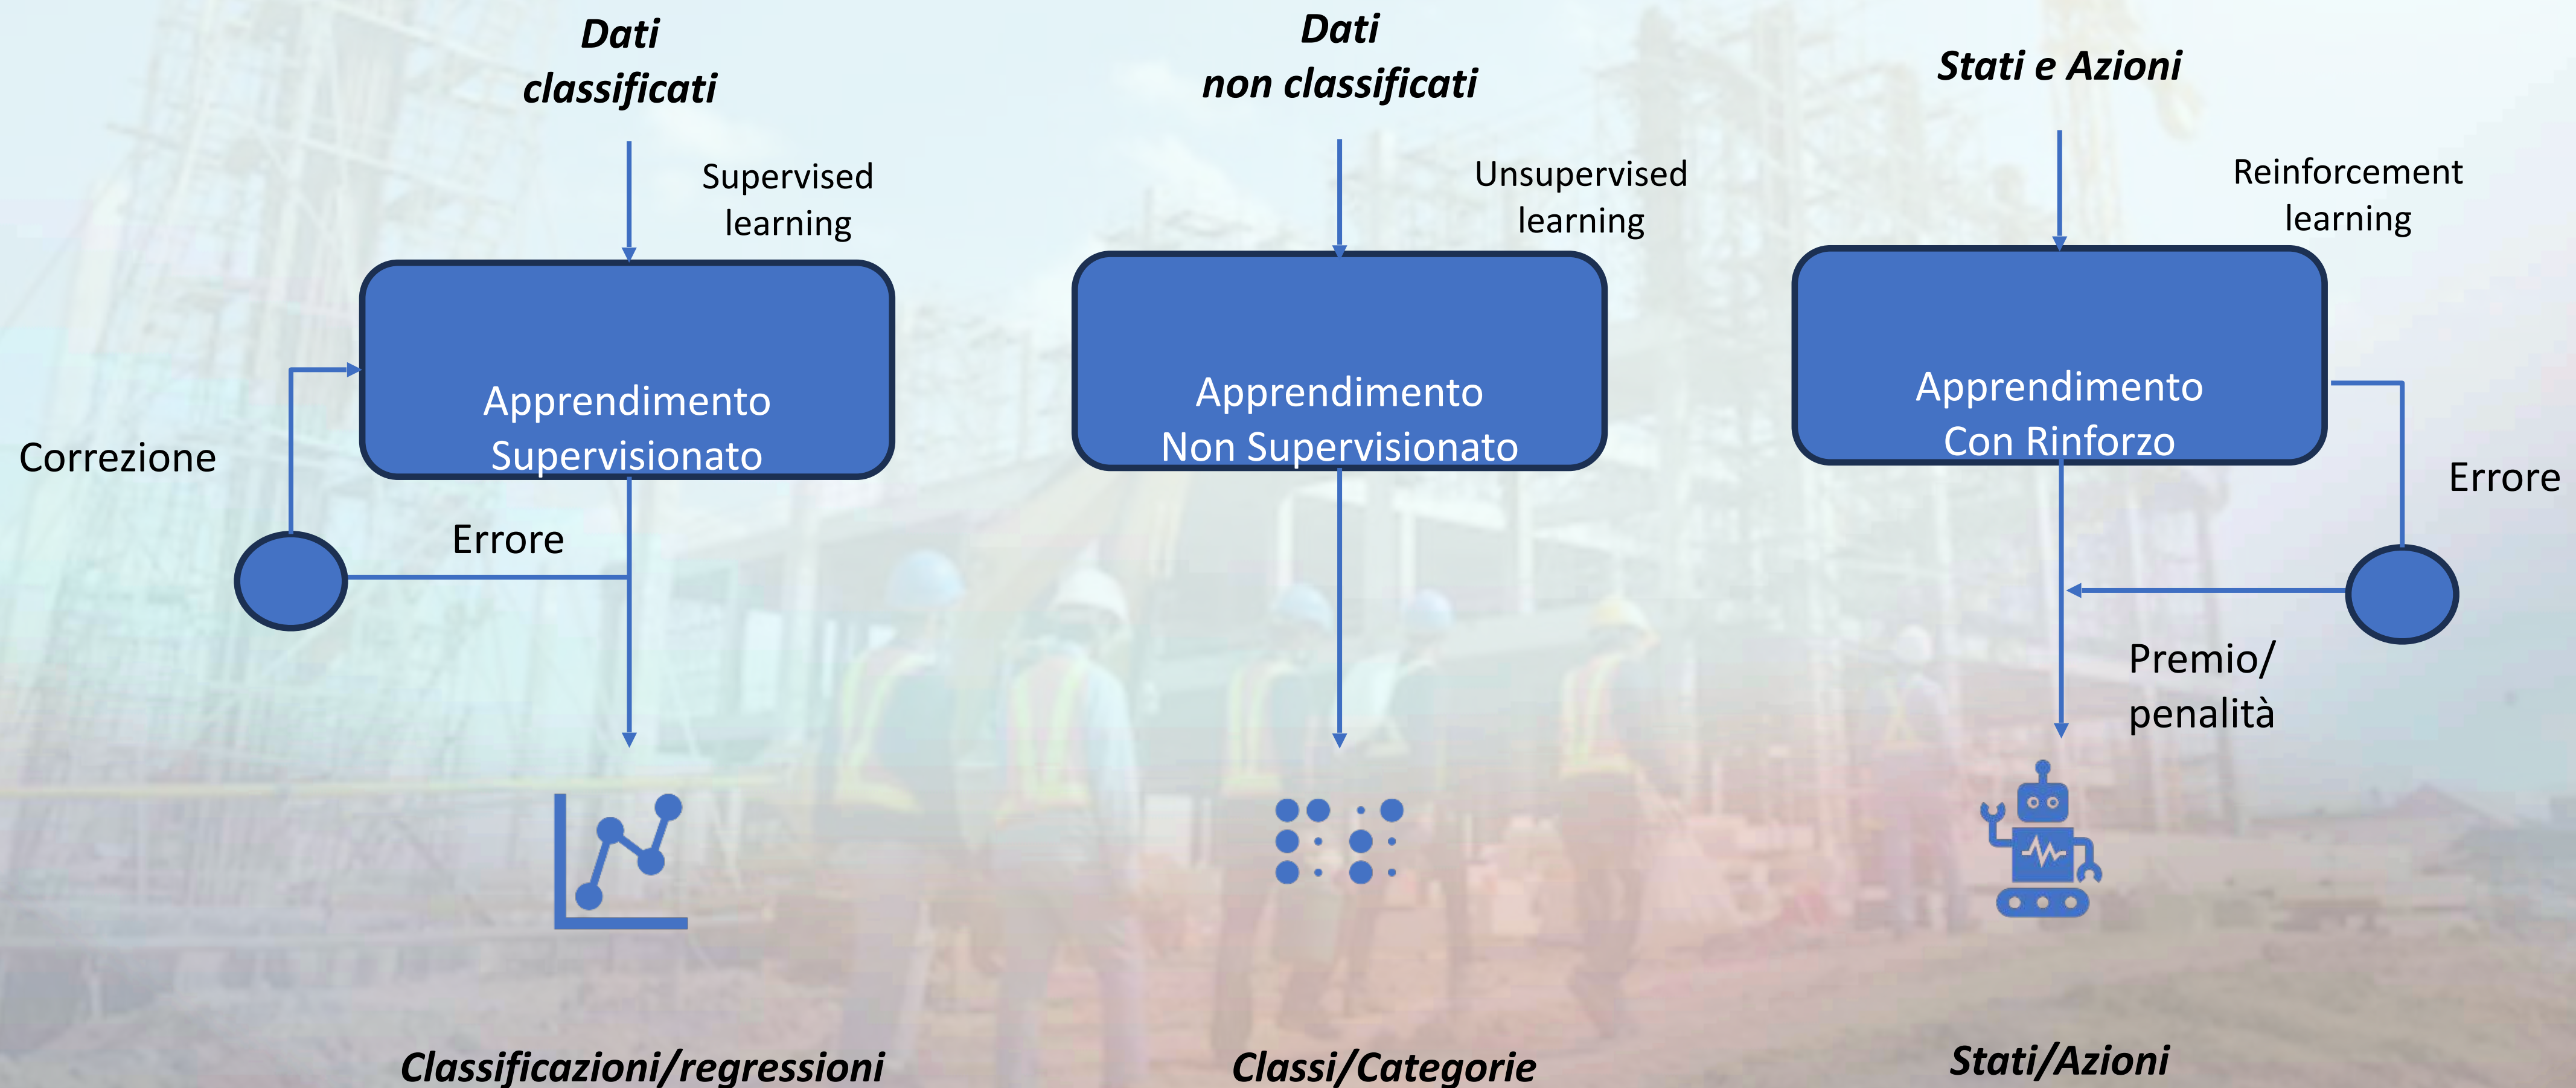 Dati
classificati
Supervised
learning
Apprendimento
Supervisionato
Correzione
Errore
Classificazioni/regressioni
Dati
non classificati
Unsupervised
learning
Apprendimento
Non Supervisionato
Classi/Categorie
Stati e Azioni
Reinforcement
learning
Apprendimento
Con Rinforzo
Errore
Premio/
penalità
Stati/Azioni